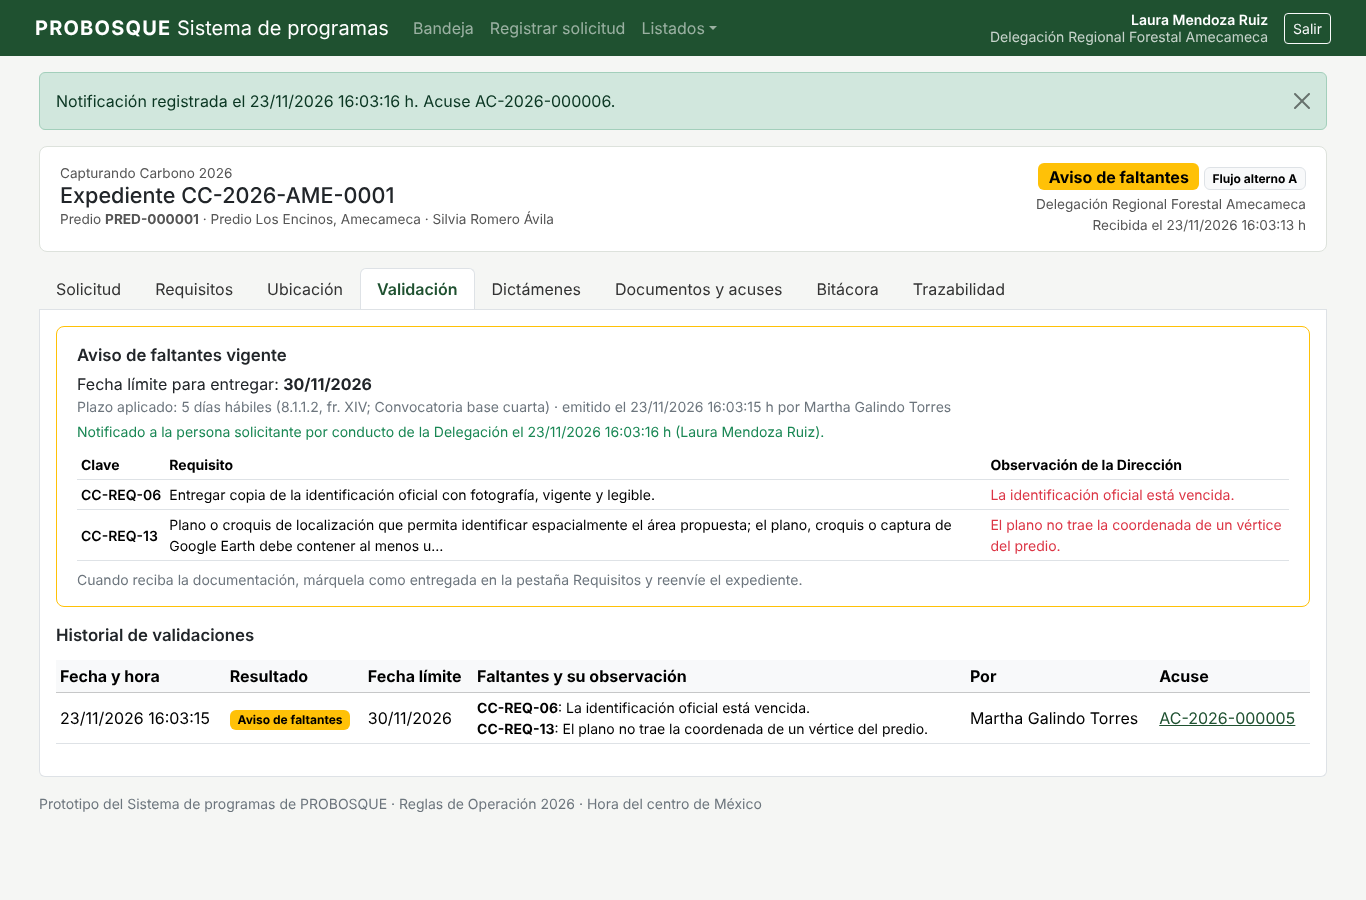 PROBOSQUE Sistema de programas
Bandeja
Registrar solicitud
Listados
Laura Mendoza Ruiz
Delegación Regional Forestal Amecameca
Salir
Notificación registrada el 23/11/2026 16:03:16 h. Acuse AC-2026-000006.
Capturando Carbono 2026
Expediente CC-2026-AME-0001
Predio PRED-000001 · Predio Los Encinos, Amecameca · Silvia Romero Ávila
Aviso de faltantes
Flujo alterno A
Delegación Regional Forestal Amecameca
Recibida el 23/11/2026 16:03:13 h
Solicitud
Requisitos
Ubicación
Validación
Dictámenes
Documentos y acuses
Bitácora
Trazabilidad
Aviso de faltantes vigente
Fecha límite para entregar: 30/11/2026
Plazo aplicado: 5 días hábiles (8.1.1.2, fr. XIV; Convocatoria base cuarta) · emitido el 23/11/2026 16:03:15 h por Martha Galindo Torres
Notificado a la persona solicitante por conducto de la Delegación el 23/11/2026 16:03:16 h (Laura Mendoza Ruiz).
Clave Requisito Observación de la Dirección
CC-REQ-06 Entregar copia de la identificación oficial con fotografía, vigente y legible. La identificación oficial está vencida.
CC-REQ-13 Plano o croquis de localización que permita identificar espacialmente el área propuesta; el plano, croquis o captura de
Google Earth debe contener al menos u...
El plano no trae la coordenada de un vértice
del predio.
Cuando reciba la documentación, márquela como entregada en la pestaña Requisitos y reenvíe el expediente.
Historial de validaciones
Fecha y hora Resultado Fecha límite Faltantes y su observación Por Acuse
23/11/2026 16:03:15 Aviso de faltantes 30/11/2026
CC-REQ-06: La identificación oficial está vencida.
CC-REQ-13: El plano no trae la coordenada de un vértice del predio.
Martha Galindo Torres AC-2026-000005
Prototipo del Sistema de programas de PROBOSQUE · Reglas de Operación 2026 · Hora del centro de México